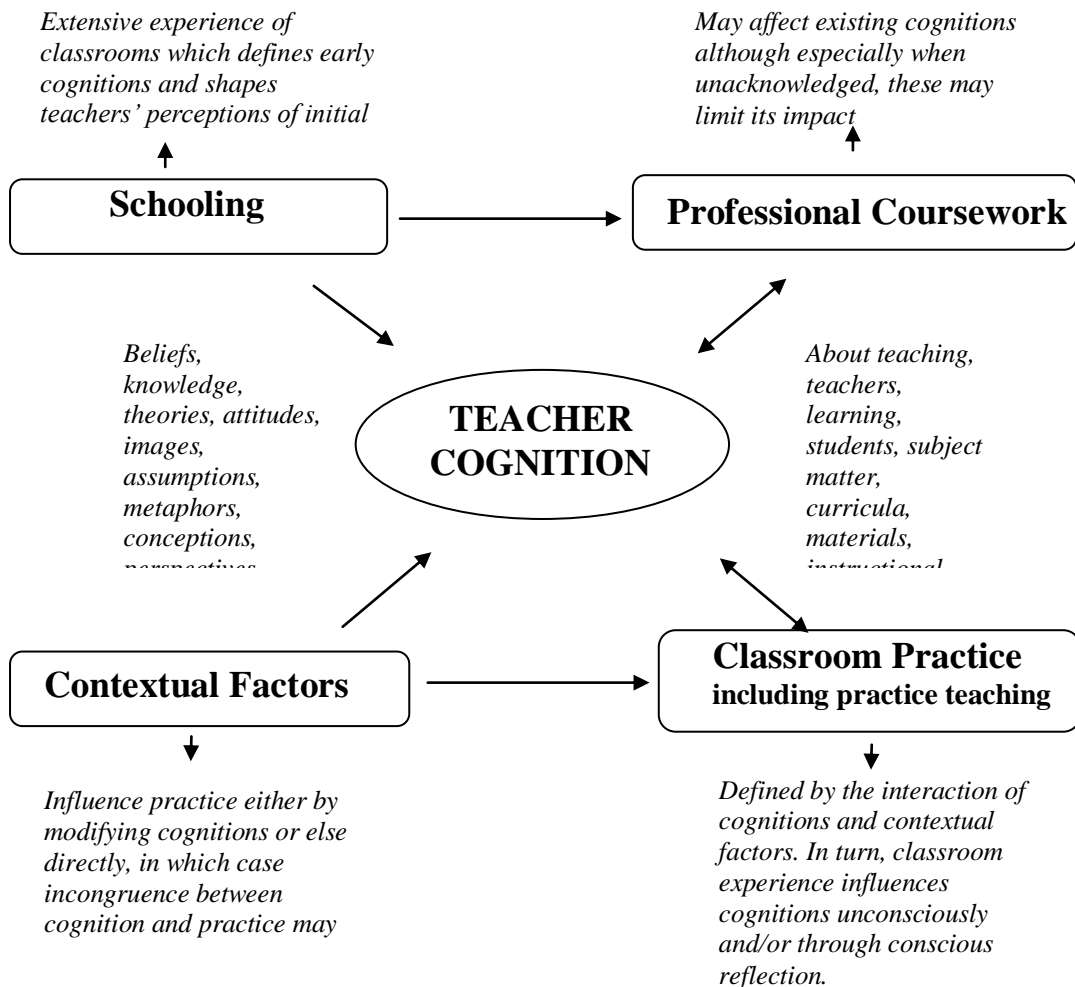 Extensive experience of
classrooms which defines early
cognitions and shapes
teachers’ perceptions of initial
May affect existing cognitions
although especially when
unacknowledged, these may
limit its impact
Schooling
Professional Coursework
Beliefs,
knowledge,
theories, attitudes,
images,
assumptions,
metaphors,
conceptions,
perspectives
TEACHER
COGNITION
About teaching,
teachers,
learning,
students, subject
matter,
curricula,
materials,
instructional
Contextual Factors
Classroom Practice
including practice teaching
Influence practice either by
modifying cognitions or else
directly, in which case
incongruence between
cognition and practice may
Defined by the interaction of
cognitions and contextual
factors. In turn, classroom
experience influences
cognitions unconsciously
and/or through conscious
reflection.